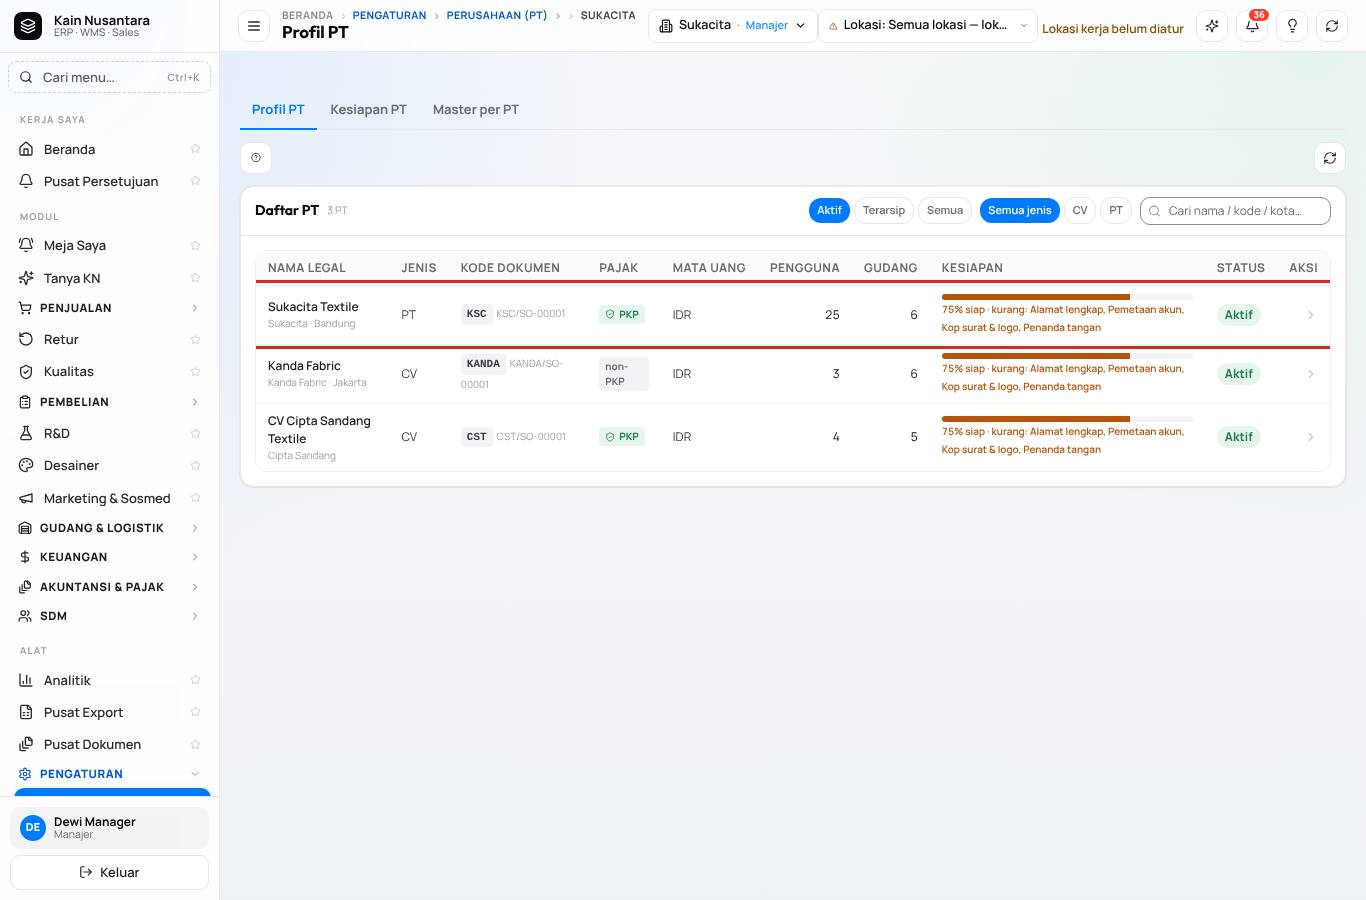 Kain Nusantara
ERP · WMS · Sales
Cari menu... Ctrl+K
KERJA SAYA
Beranda
Pusat Persetujuan
MODUL
Meja Saya
Tanya KN
PENJUALAN
Retur
Kualitas
PEMBELIAN
R&D
Desainer
Marketing & Sosmed
GUDANG & LOGISTIK
KEUANGAN
AKUNTANSI & PAJAK
SDM
ALAT
Analitik
Pusat Export
Pusat Dokumen
PENGATURAN
DE
Dewi Manager
Manajer
Keluar
BERANDA › PENGATURAN › PERUSAHAAN (PT) › › SUKACITA
Profil PT
Sukacita · Manajer
Lokasi: Semua lokasi — lok...
Lokasi kerja belum diatur
36
Profil PT Kesiapan PT Master per PT
Daftar PT 3 PT
Aktif Terarsip Semua Semua jenis CV PT Cari nama / kode / kota...
NAMA LEGAL JENIS KODE DOKUMEN PAJAK MATA UANG PENGGUNA GUDANG KESIAPAN STATUS AKSI
Sukacita Textile
Sukacita · Bandung
PT
KSC KSC/SO-00001
PKP
IDR
25
6
75% siap · kurang: Alamat lengkap, Pemetaan akun,
Kop surat & logo, Penanda tangan
Aktif
Kanda Fabric
Kanda Fabric · Jakarta
CV
KANDA KANDA/SO-
00001
non-
PKP
IDR
3
6
75% siap · kurang: Alamat lengkap, Pemetaan akun,
Kop surat & logo, Penanda tangan
Aktif
CV Cipta Sandang
Textile
Cipta Sandang
CV
CST CST/SO-00001
PKP
IDR
4
5
75% siap · kurang: Alamat lengkap, Pemetaan akun,
Kop surat & logo, Penanda tangan
Aktif